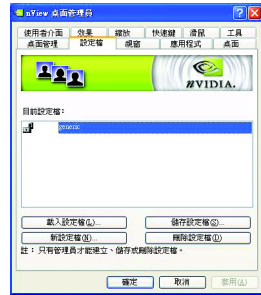 nView 桌面管理員
使用者介面 效果 縮放 快速鍵 滑鼠 工具
桌面管理 設定檔 視窗 應用程式 桌面
NVIDIA.
目前設定檔:
generic
載入設定檔(L)... 儲存設定檔(S)...
新設定檔(N)... 刪除設定檔(D)
註: 只有管理員才能建立、儲存或刪除設定檔。
確定 取消 套用(A)